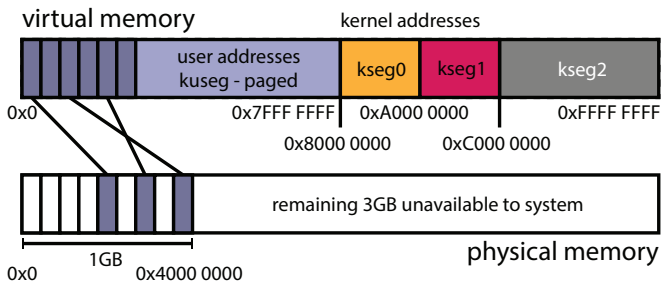 virtual memory
kernel addresses
user addresses
kuseg - paged
kseg0
kseg1
kseg2
0x0
0x7FFF FFFF
0xA000 0000
0xFFFF FFFF
0x8000 0000
0xC000 0000
remaining 3GB unavailable to system
1GB
physical memory
0x0
0x4000 0000